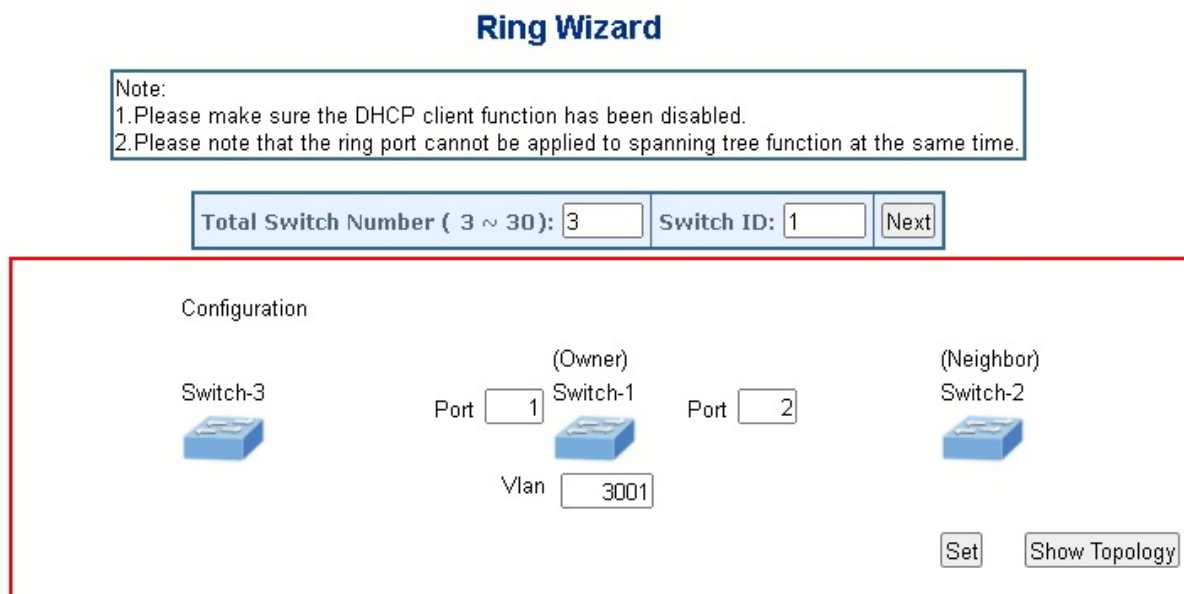 Ring Wizard
Note:
1.Please make sure the DHCP client function has been disabled.
2.Please note that the ring port cannot be applied to spanning tree function at the same time.
Total Switch Number ( 3 ~ 30): 3 Switch ID: 1 Next
Configuration
(Owner) (Neighbor)
Switch-3 Switch-1 Switch-2
Port 1 Port 2
Vlan 3001
Set Show Topology